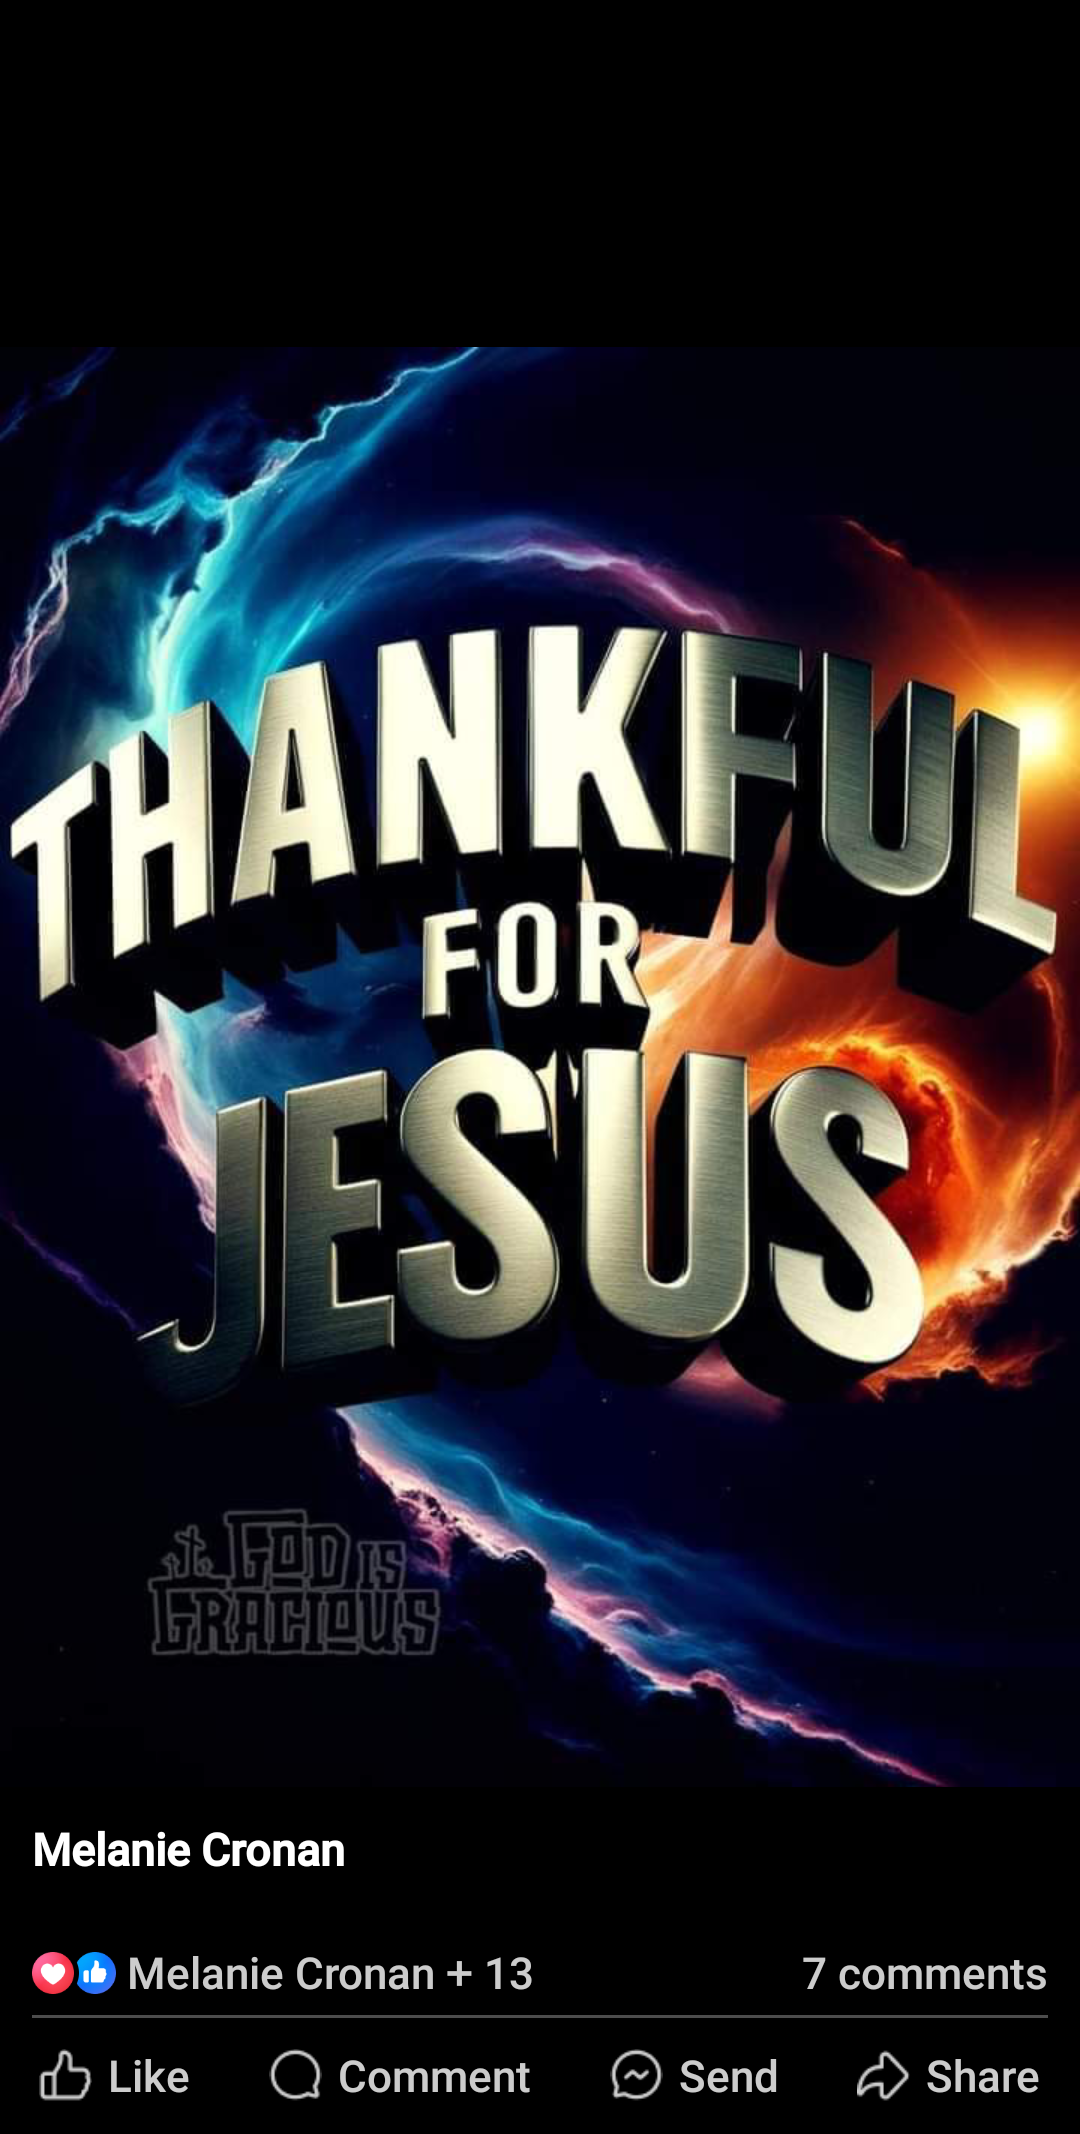 THANKFUL
FOR
JESUS
GOD IS
GRACIOUS
Melanie Cronan
Melanie Cronan + 13
7 comments
Like
Comment
Send
Share